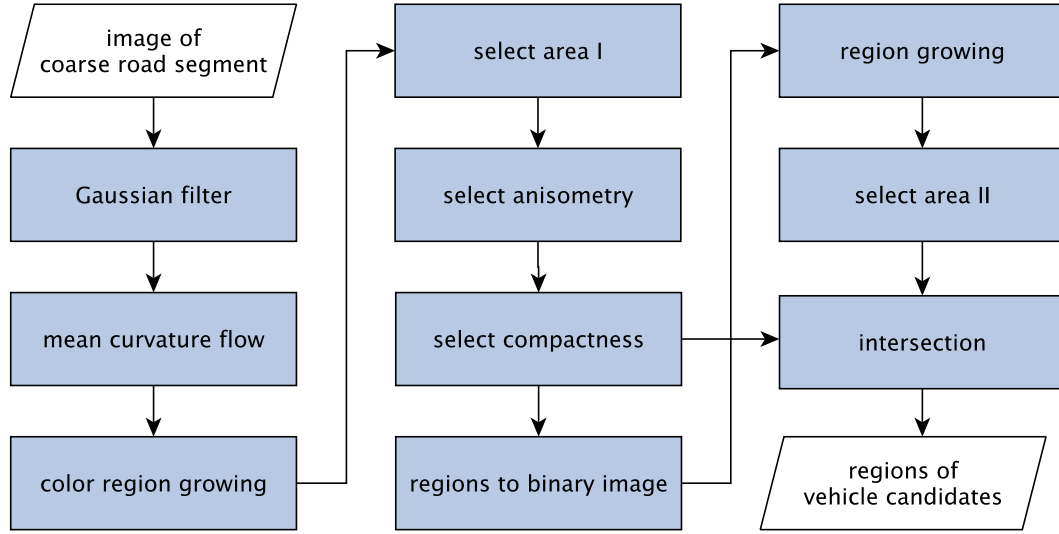 image of
coarse road segment
Gaussian filter
mean curvature flow
color region growing
select area I
select anisometry
select compactness
regions to binary image
region growing
select area II
intersection
regions of
vehicle candidates